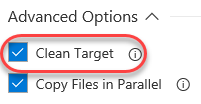 Advanced Options
Clean Target
Copy Files in Parallel